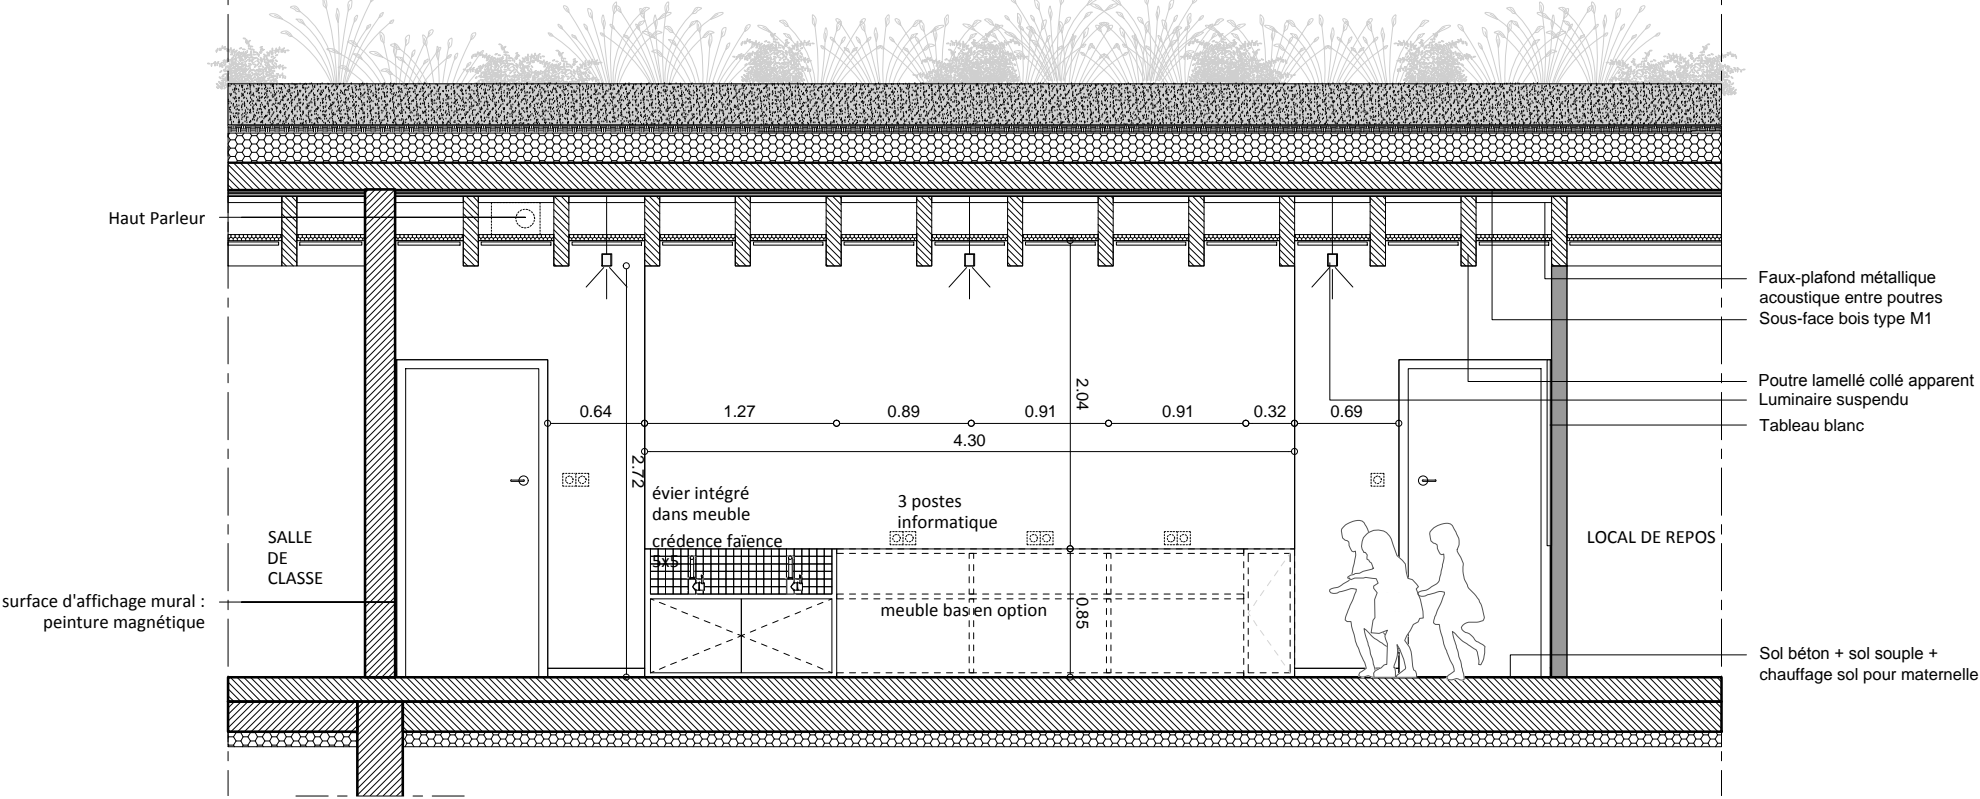 Haut Parleur
Faux-plafond métallique
acoustique entre poutres
Sous-face bois type M1
Poutre lamellé collé apparent
Luminaire suspendu
Tableau blanc
2.04
0.64
1.27
0.89
0.91
0.91
0.32
0.69
4.30
2.72
évier intégré
dans meuble
crédence faïence
5x5
3 postes
informatique
SALLE
DE
CLASSE
LOCAL DE REPOS
surface d'affichage mural :
peinture magnétique
meuble bas en option
0.85
Sol béton + sol souple +
chauffage sol pour maternelle